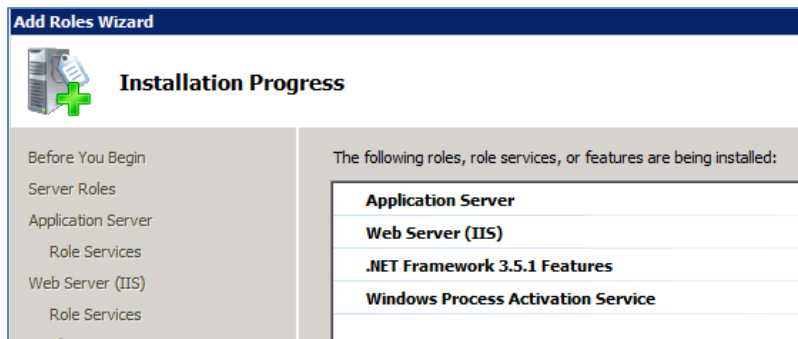 Add Roles Wizard
Installation Progress
Before You Begin
Server Roles
Application Server
Role Services
Web Server (IIS)
Role Services
The following roles, role services, or features are being installed:
Application Server
Web Server (IIS)
.NET Framework 3.5.1 Features
Windows Process Activation Service